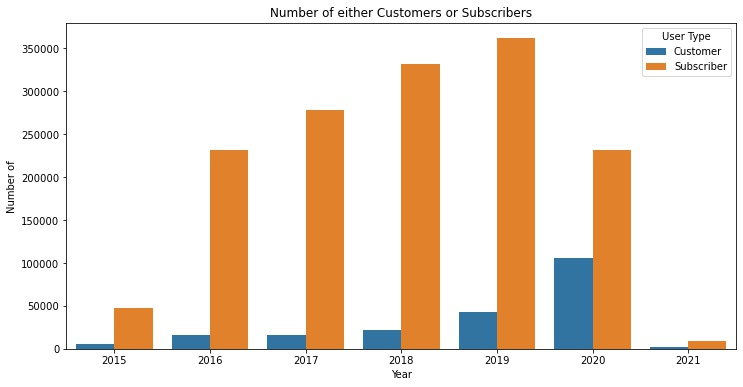 Number of either Customers or Subscribers
User Type
Customer
Subscriber
350000
300000
250000
200000
150000
100000
50000
0
Number of
2015 2016 2017 2018 2019 2020 2021
Year